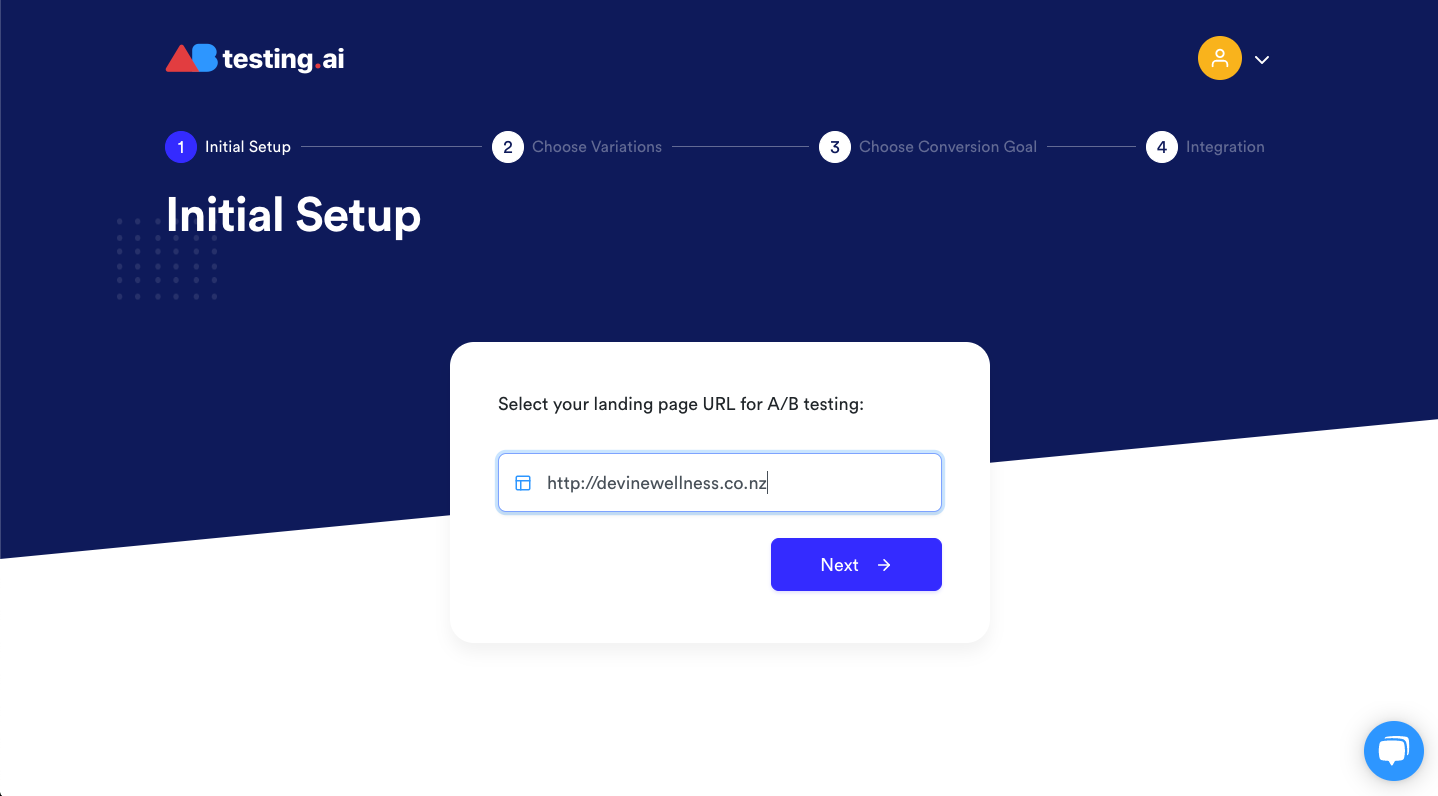 AB testing.ai
1 Initial Setup 2 Choose Variations 3 Choose Conversion Goal 4 Integration
Initial Setup
Select your landing page URL for A/B testing:
http://devinewellness.co.nz
Next